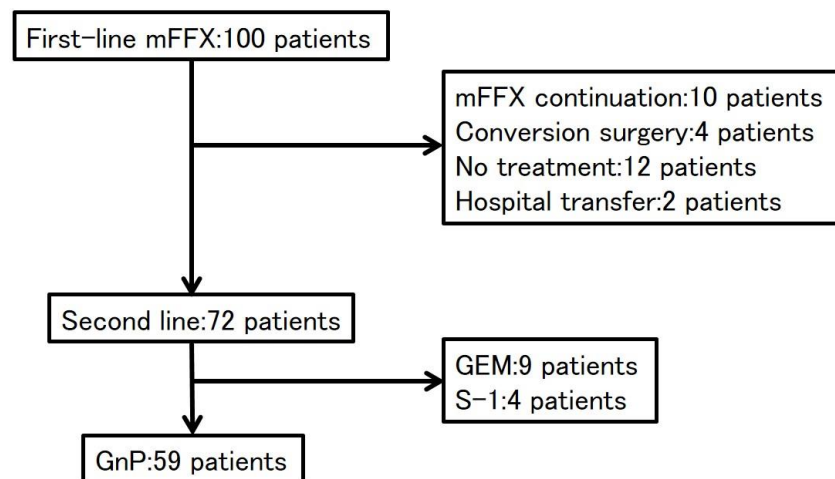 First-line mFFX:100 patients
mFFX continuation:10 patients
Conversion surgery:4 patients
No treatment:12 patients
Hospital transfer:2 patients
Second line:72 patients
GEM:9 patients
S-1:4 patients
GnP:59 patients